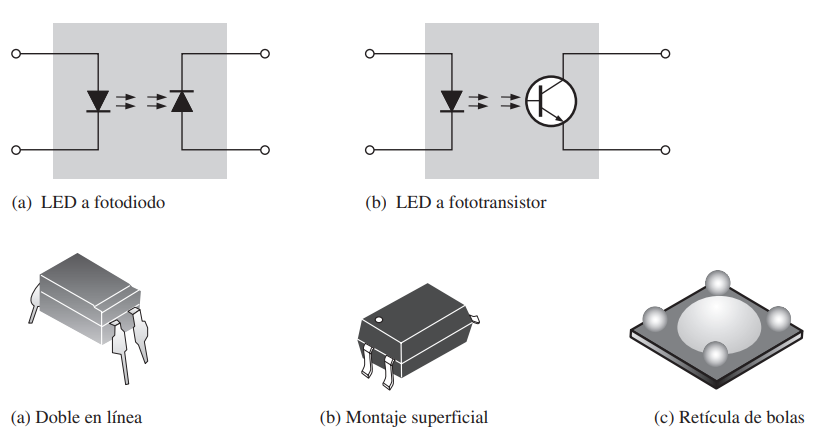 (a) LED a fotodiodo
(b) LED a fototransistor
(a) Doble en línea
(b) Montaje superficial
(c) Retícula de bolas